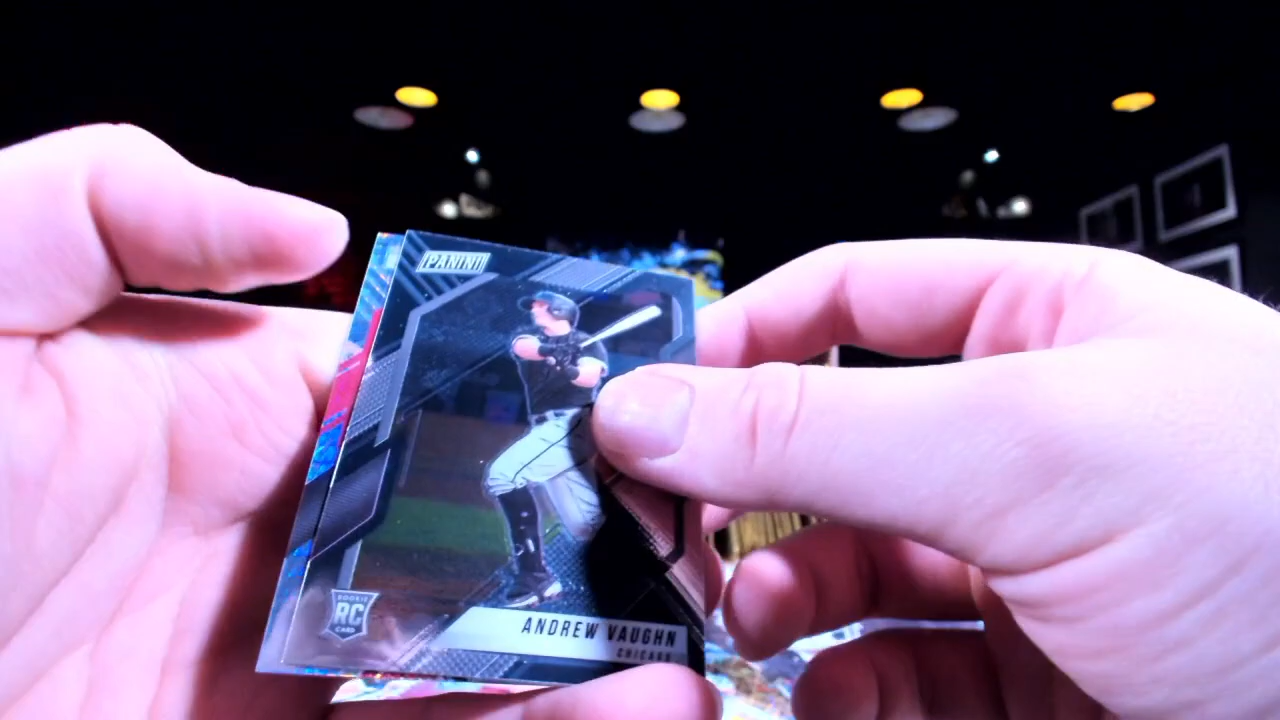 PANINI
ROOKIE
RC
CARD
ANDREW VAUGHN
CHICAGO